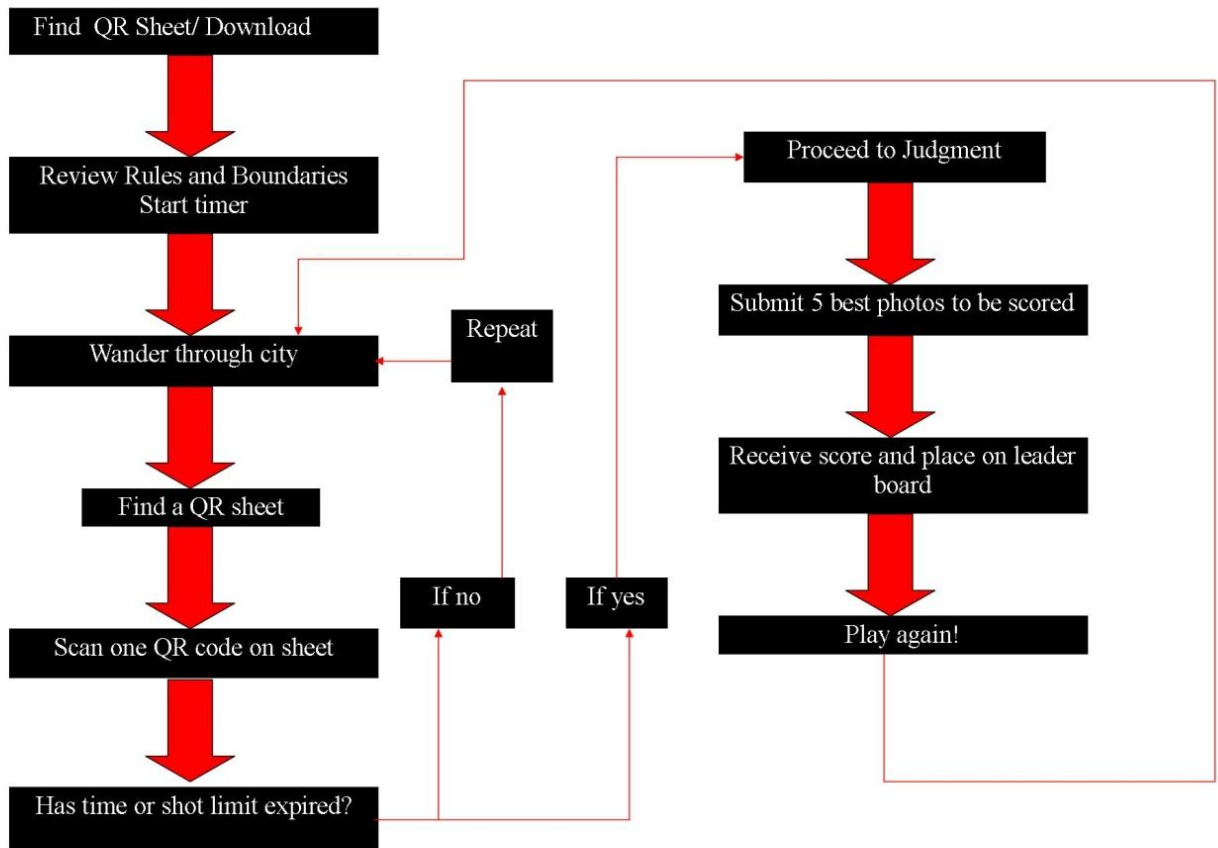 Find QR Sheet/ Download
Review Rules and Boundaries
Start timer
Wander through city
Find a QR sheet
Scan one QR code on sheet
Has time or shot limit expired?
If no
Repeat
If yes
Proceed to Judgment
Submit 5 best photos to be scored
Receive score and place on leader
board
Play again!